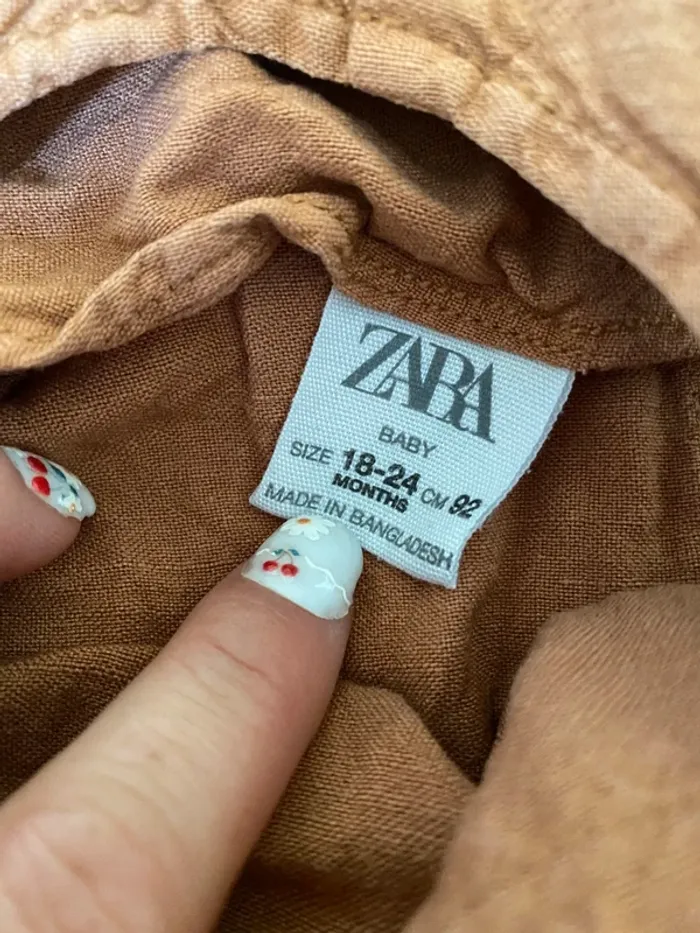 ZARA
BABY
SIZE 18-24 CM 92
MONTHS
MADE IN BANGLADESH